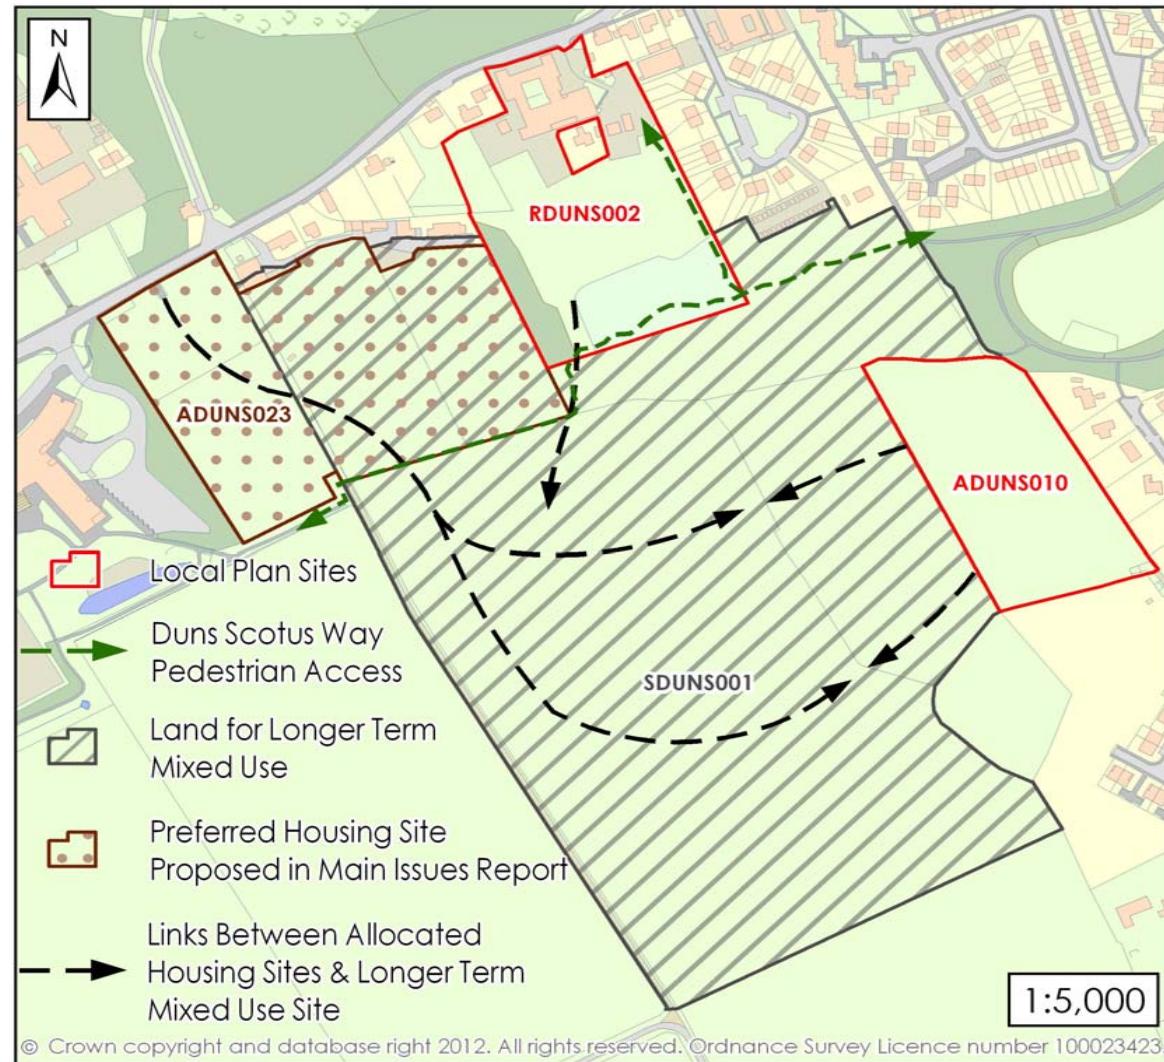 N
RDUNS002
ADUNS023
ADUNS010
SDUNS001
Local Plan Sites
Duns Scotus Way
Pedestrian Access
Land for Longer Term
Mixed Use
Preferred Housing Site
Proposed in Main Issues Report
Links Between Allocated
Housing Sites & Longer Term
Mixed Use Site
1:5,000
© Crown copyright and database right 2012. All rights reserved. Ordnance Survey Licence number 100023423